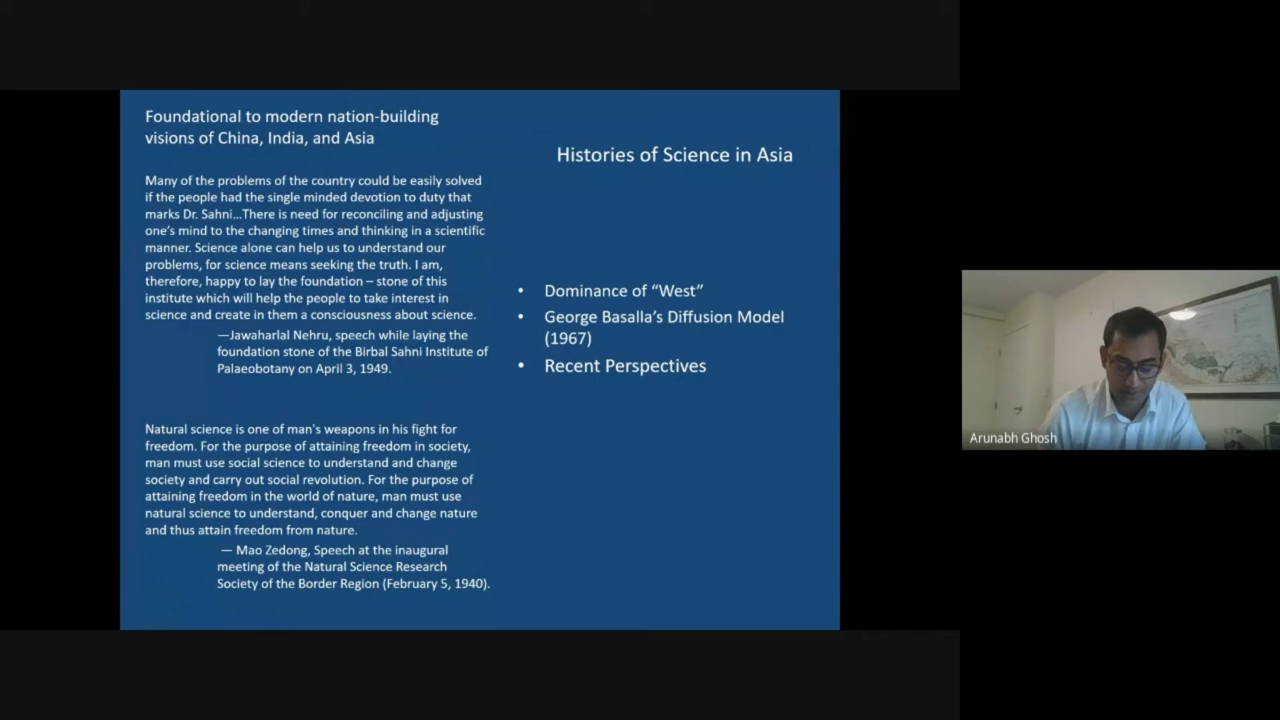 Foundational to modern nation-building
visions of China, India, and Asia
Many of the problems of the country could be easily solved
if the people had the single minded devotion to duty that
marks Dr. Sahni...There is need for reconciling and adjusting
one's mind to the changing times and thinking in a scientific
manner. Science alone can help us to understand our
problems, for science means seeking the truth. I am,
therefore, happy to lay the foundation – stone of this
institute which will help the people to take interest in
science and create in them a consciousness about science.
—Jawaharlal Nehru, speech while laying the
foundation stone of the Birbal Sahni Institute of
Palaeobotany on April 3, 1949.
Natural science is one of man's weapons in his fight for
freedom. For the purpose of attaining freedom in society,
man must use social science to understand and change
society and carry out social revolution. For the purpose of
attaining freedom in the world of nature, man must use
natural science to understand, conquer and change nature
and thus attain freedom from nature.
— Mao Zedong, Speech at the inaugural
meeting of the Natural Science Research
Society of the Border Region (February 5, 1940).
Histories of Science in Asia
• Dominance of “West”
• George Basalla's Diffusion Model
(1967)
• Recent Perspectives
Arunabh Ghosh